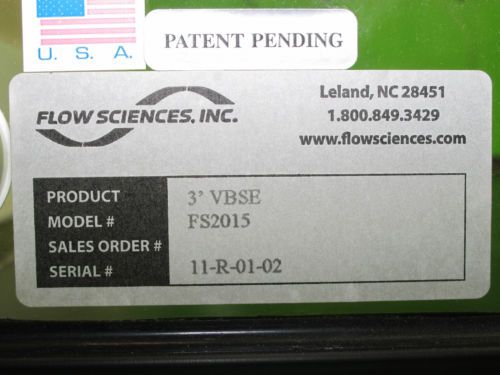 U. S. A.
PATENT PENDING
FLOW SCIENCES, INC.
Leland, NC 28451
1.800.849.3429
www.flowsciences.com
PRODUCT 3' VBSE
MODEL # FS2015
SALES ORDER #
SERIAL # 11-R-01-02